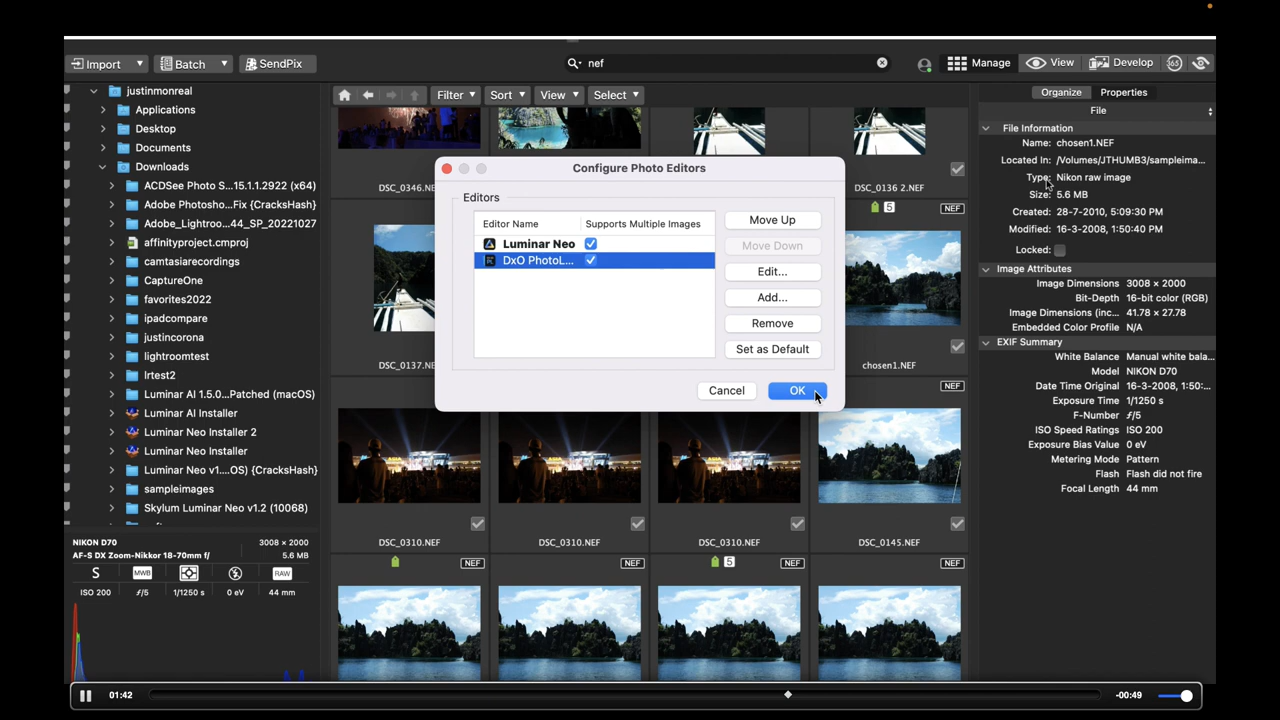 Import
Batch
SendPix
nef
Manage
View
Develop
365
justinmonreal
Applications
Desktop
Documents
Downloads
ACDSee Photo S...15.1.1.2922 (x64)
Adobe Photosho...Fix {CracksHash}
Adobe_Lightroo...44_SP_20221027
affinityproject.cmproj
camtasiarecordings
CaptureOne
favorites2022
ipadcompare
justincorona
lightroomtest
lrtest2
Luminar AI 1.5.0...Patched (macOS)
Luminar AI Installer
Luminar Neo Installer 2
Luminar Neo Installer
Luminar Neo v1....OS) {CracksHash}
sampleimages
Skylum Luminar Neo v1.2 (10068)
NIKON D70
3008 × 2000
AF-S DX Zoom-Nikkor 18-70mm f/
5.6 MB
S
MWB
RAW
ISO 200
ƒ/5
1/1250 s
0 eV
44 mm
Filter
Sort
View
Select
DSC_0346.NE
DSC_0136 2.NEF
5
NEF
DSC_0137.NE
chosen1.NEF
NEF
DSC_0310.NEF
DSC_0310.NEF
DSC_0310.NEF
DSC_0145.NEF
NEF
NEF
5
NEF
NEF
Configure Photo Editors
Editors
Editor Name
Supports Multiple Images
Luminar Neo
DxO PhotoL...
Move Up
Move Down
Edit...
Add...
Remove
Set as Default
Cancel
OK
Organize
Properties
File
File Information
Name: chosen1.NEF
Located In: /Volumes/JTHUMB3/sampleima...
Type: Nikon raw image
Size: 5.6 MB
Created: 28-7-2010, 5:09:30 PM
Modified: 16-3-2008, 1:50:40 PM
Locked:
Image Attributes
Image Dimensions 3008 × 2000
Bit-Depth 16-bit color (RGB)
Image Dimensions (inc... 41.78 × 27.78
Embedded Color Profile N/A
EXIF Summary
White Balance Manual white bala...
Model NIKON D70
Date Time Original 16-3-2008, 1:50:...
Exposure Time 1/1250 s
F-Number ƒ/5
ISO Speed Ratings ISO 200
Exposure Bias Value 0 eV
Metering Mode Pattern
Flash Flash did not fire
Focal Length 44 mm
01:42
-00:49